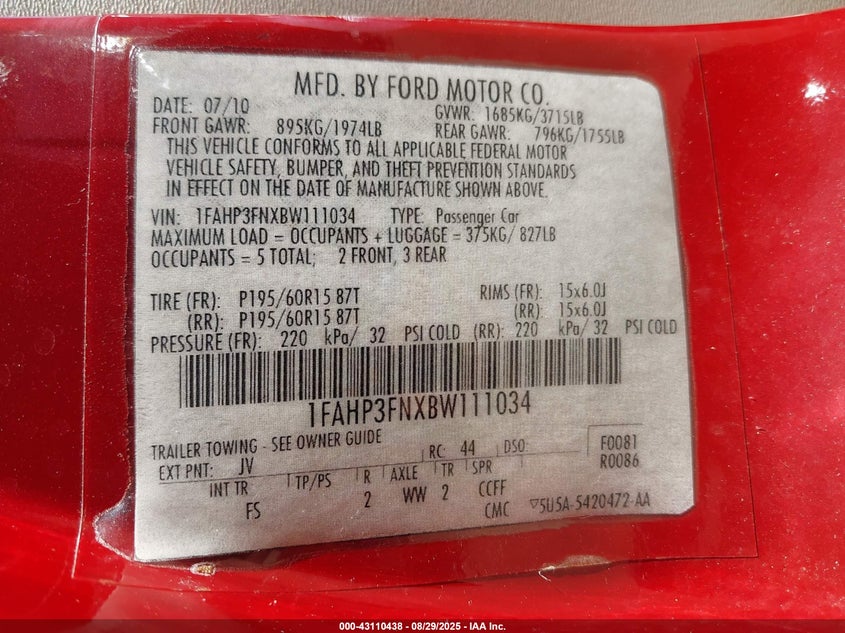 MFD. BY FORD MOTOR CO.
DATE: 07/10 GVWR: 1685KG/3715LB
FRONT GAWR: 895KG/1974LB REAR GAWR: 796KG/1755LB
THIS VEHICLE CONFORMS TO ALL APPLICABLE FEDERAL MOTOR
VEHICLE SAFETY, BUMPER, AND THEFT PREVENTION STANDARDS
IN EFFECT ON THE DATE OF MANUFACTURE SHOWN ABOVE.
VIN: 1FAHP3FNXBW111034 TYPE: Passenger Car
MAXIMUM LOAD = OCCUPANTS + LUGGAGE = 375KG/ 827LB
OCCUPANTS = 5 TOTAL; 2 FRONT, 3 REAR
TIRE (FR): P195/60R15 87T RIMS (FR): 15x6.0J
(RR): P195/60R15 87T (RR): 15x6.0J
PRESSURE (FR): 220 kPa/ 32 PSI COLD (RR): 220 kPa/ 32 PSI COLD
1FAHP3FNXBW111034
TRAILER TOWING - SEE OWNER GUIDE
EXT PNT: JV RC: 44 DSO: F0081
R0086
INT TR TP/PS R AXLE TR SPR
FS 2 WW 2 CCFF
CMC ▽5U5A-5420472-AA
000-43110438 - 08/29/2025 - IAA Inc.